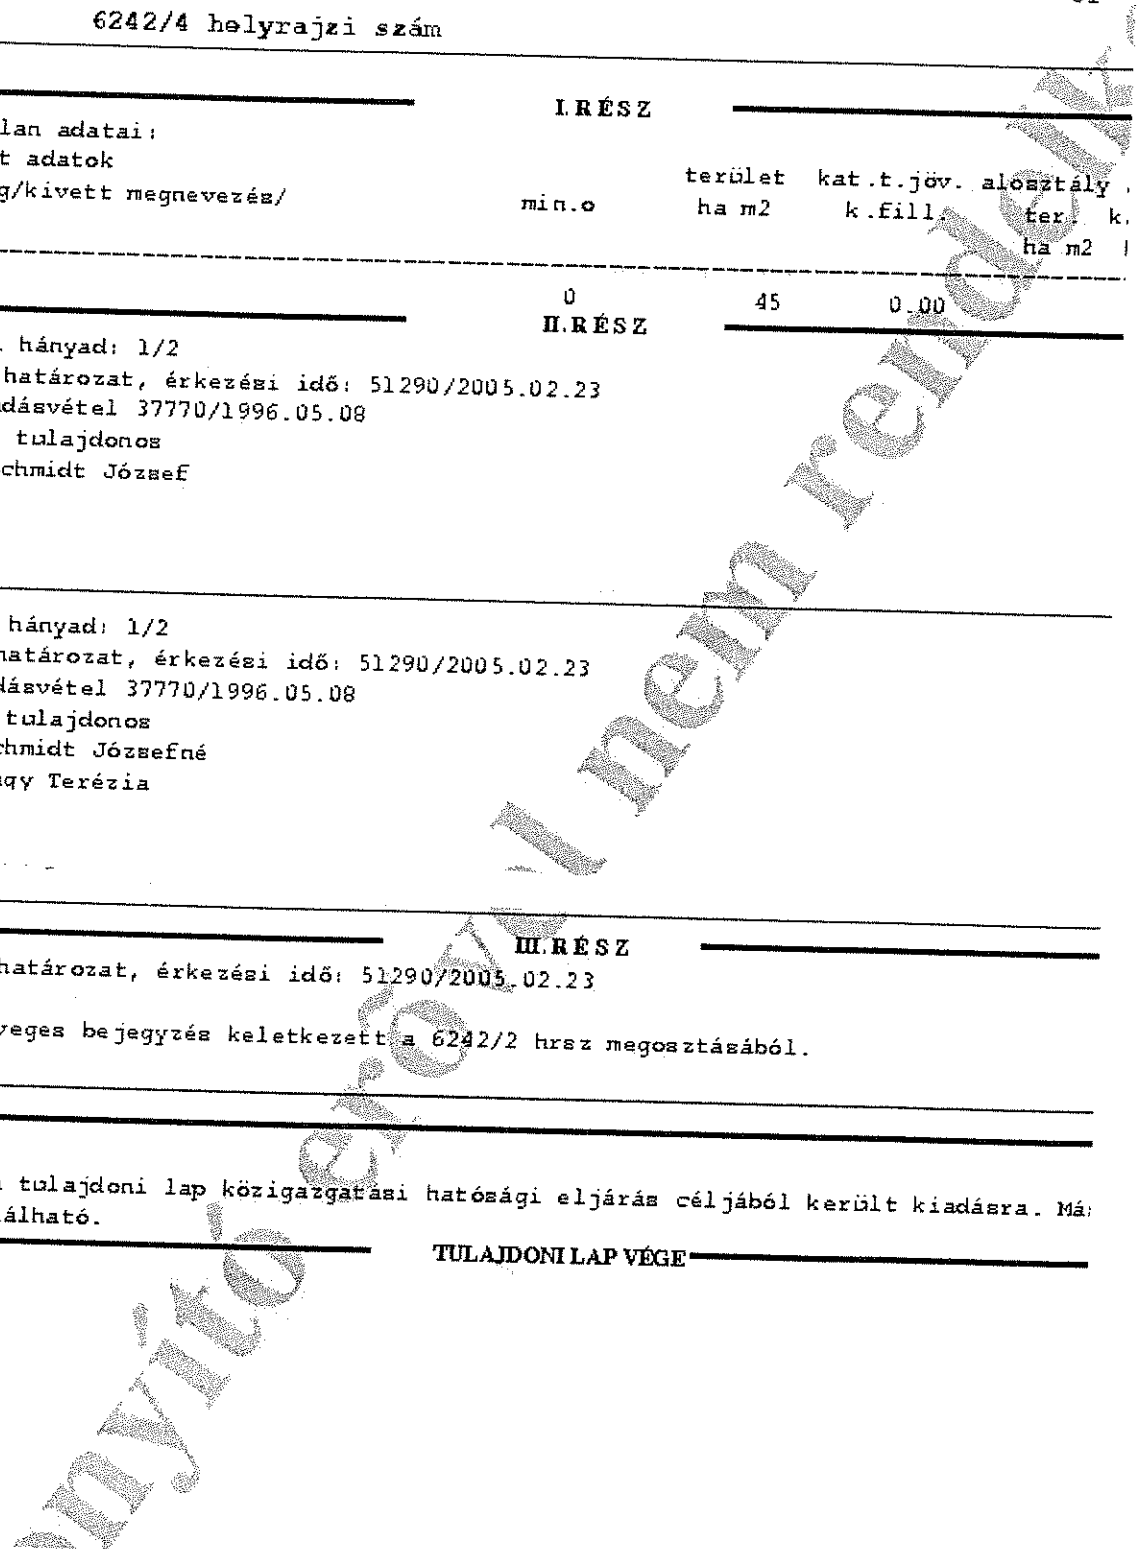 6242/4 helyrajzi szám
I.RÉSZ
lan adatai:
t adatok
g/kivett megnevezés/ min.o terület kat.t.jöv. alosztály
ha m2 k.fill. ter. k.
ha m2
0 45 0.00
II.RÉSZ
. hányad: 1/2
határozat, érkezési idő: 51290/2005.02.23
dásvétel 37770/1996.05.08
tulajdonos
chmidt József
hányad: 1/2
határozat, érkezési idő: 51290/2005.02.23
dásvétel 37770/1996.05.08
tulajdonos
chmidt Józsefné
agy Terézia
III.RÉSZ
határozat, érkezési idő: 51290/2005.02.23
veges bejegyzés keletkezett a 6242/2 hrsz megosztásából.
tulajdoni lap közigazgatási hatósági eljárás céljából került kiadásra. Má
álható.
TULAJDONI LAP VÉGE
onyító erővel nem rendelk